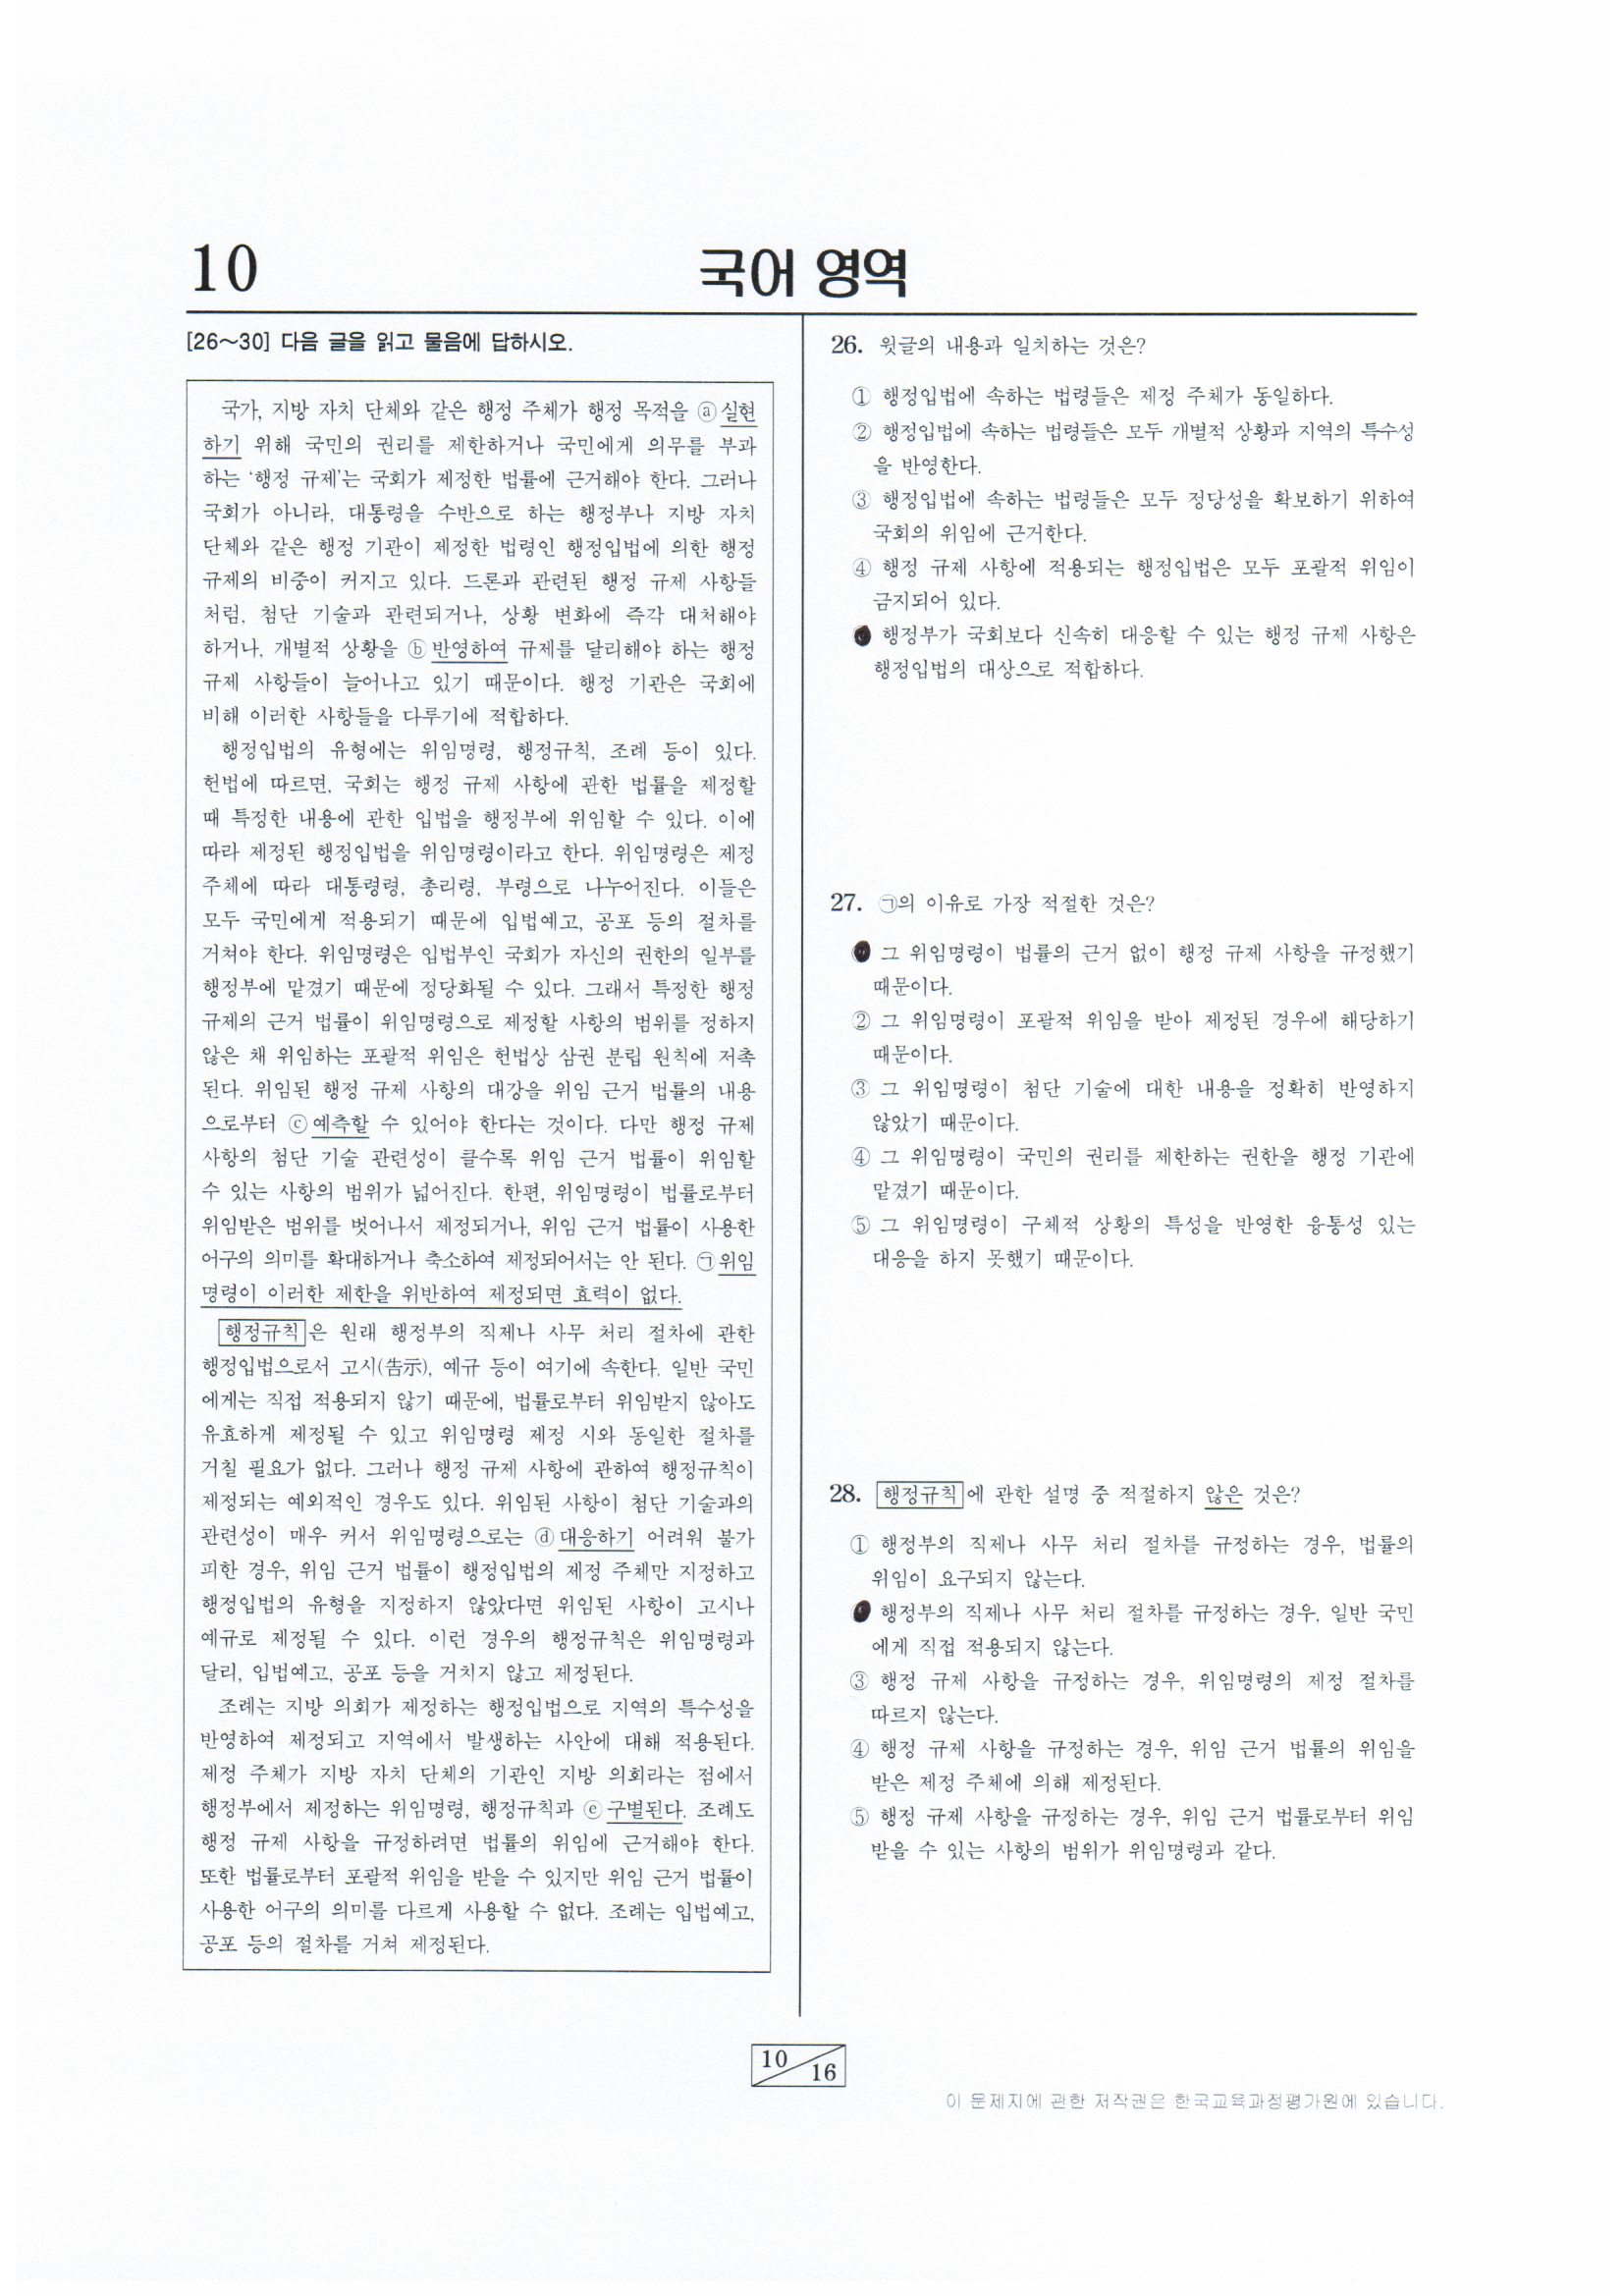 10
국어 영역
[26~30] 다음 글을 읽고 물음에 답하시오.
국가, 지방 자치 단체와 같은 행정 주체가 행정 목적을 ⓐ실현
하기 위해 국민의 권리를 제한하거나 국민에게 의무를 부과
하는 ‘행정 규제’는 국회가 제정한 법률에 근거해야 한다. 그러나
국회가 아니라, 대통령을 수반으로 하는 행정부나 지방 자치
단체와 같은 행정 기관이 제정한 법령인 행정입법에 의한 행정
규제의 비중이 커지고 있다. 드론과 관련된 행정 규제 사항들
처럼, 첨단 기술과 관련되거나, 상황 변화에 즉각 대처해야
하거나, 개별적 상황을 ⓑ반영하여 규제를 달리해야 하는 행정
규제 사항들이 늘어나고 있기 때문이다. 행정 기관은 국회에
비해 이러한 사항들을 다루기에 적합하다.
행정입법의 유형에는 위임명령, 행정규칙, 조례 등이 있다.
헌법에 따르면, 국회는 행정 규제 사항에 관한 법률을 제정할
때 특정한 내용에 관한 입법을 행정부에 위임할 수 있다. 이에
따라 제정된 행정입법을 위임명령이라고 한다. 위임명령은 제정
주체에 따라 대통령령, 총리령, 부령으로 나누어진다. 이들은
모두 국민에게 적용되기 때문에 입법예고, 공포 등의 절차를
거쳐야 한다. 위임명령은 입법부인 국회가 자신의 권한의 일부를
행정부에 맡겼기 때문에 정당화될 수 있다. 그래서 특정한 행정
규제의 근거 법률이 위임명령으로 제정할 사항의 범위를 정하지
않은 채 위임하는 포괄적 위임은 헌법상 삼권 분립 원칙에 저촉
된다. 위임된 행정 규제 사항의 대강을 위임 근거 법률의 내용
으로부터 ⓒ예측할 수 있어야 한다는 것이다. 다만 행정 규제
사항의 첨단 기술 관련성이 클수록 위임 근거 법률이 위임할
수 있는 사항의 범위가 넓어진다. 한편, 위임명령이 법률로부터
위임받은 범위를 벗어나서 제정되거나, 위임 근거 법률이 사용한
어구의 의미를 확대하거나 축소하여 제정되어서는 안 된다. ㉠위임
명령이 이러한 제한을 위반하여 제정되면 효력이 없다.
행정규칙은 원래 행정부의 직제나 사무 처리 절차에 관한
행정입법으로서 고시(告示), 예규 등이 여기에 속한다. 일반 국민
에게는 직접 적용되지 않기 때문에, 법률로부터 위임받지 않아도
유효하게 제정될 수 있고 위임명령 제정 시와 동일한 절차를
거칠 필요가 없다. 그러나 행정 규제 사항에 관하여 행정규칙이
제정되는 예외적인 경우도 있다. 위임된 사항이 첨단 기술과의
관련성이 매우 커서 위임명령으로는 ⓓ대응하기 어려워 불가
피한 경우, 위임 근거 법률이 행정입법의 제정 주체만 지정하고
행정입법의 유형을 지정하지 않았다면 위임된 사항이 고시나
예규로 제정될 수 있다. 이런 경우의 행정규칙은 위임명령과
달리, 입법예고, 공포 등을 거치지 않고 제정된다.
조례는 지방 의회가 제정하는 행정입법으로 지역의 특수성을
반영하여 제정되고 지역에서 발생하는 사안에 대해 적용된다.
제정 주체가 지방 자치 단체의 기관인 지방 의회라는 점에서
행정부에서 제정하는 위임명령, 행정규칙과 ⓔ구별된다. 조례도
행정 규제 사항을 규정하려면 법률의 위임에 근거해야 한다.
또한 법률로부터 포괄적 위임을 받을 수 있지만 위임 근거 법률이
사용한 어구의 의미를 다르게 사용할 수 없다. 조례는 입법예고,
공포 등의 절차를 거쳐 제정된다.
26. 윗글의 내용과 일치하는 것은?
① 행정입법에 속하는 법령들은 제정 주체가 동일하다.
② 행정입법에 속하는 법령들은 모두 개별적 상황과 지역의 특수성
을 반영한다.
③ 행정입법에 속하는 법령들은 모두 정당성을 확보하기 위하여
국회의 위임에 근거한다.
④ 행정 규제 사항에 적용되는 행정입법은 모두 포괄적 위임이
금지되어 있다.
행정부가 국회보다 신속히 대응할 수 있는 행정 규제 사항은
행정입법의 대상으로 적합하다.
27. ㉠의 이유로 가장 적절한 것은?
그 위임명령이 법률의 근거 없이 행정 규제 사항을 규정했기
때문이다.
② 그 위임명령이 포괄적 위임을 받아 제정된 경우에 해당하기
때문이다.
③ 그 위임명령이 첨단 기술에 대한 내용을 정확히 반영하지
않았기 때문이다.
④ 그 위임명령이 국민의 권리를 제한하는 권한을 행정 기관에
맡겼기 때문이다.
⑤ 그 위임명령이 구체적 상황의 특성을 반영한 융통성 있는
대응을 하지 못했기 때문이다.
28. 행정규칙에 관한 설명 중 적절하지 않은 것은?
① 행정부의 직제나 사무 처리 절차를 규정하는 경우, 법률의
위임이 요구되지 않는다.
행정부의 직제나 사무 처리 절차를 규정하는 경우, 일반 국민
에게 직접 적용되지 않는다.
③ 행정 규제 사항을 규정하는 경우, 위임명령의 제정 절차를
따르지 않는다.
④ 행정 규제 사항을 규정하는 경우, 위임 근거 법률의 위임을
받은 제정 주체에 의해 제정된다.
⑤ 행정 규제 사항을 규정하는 경우, 위임 근거 법률로부터 위임
받을 수 있는 사항의 범위가 위임명령과 같다.
10 16
이 문제지에 관한 저작권은 한국교육과정평가원에 있습니다.